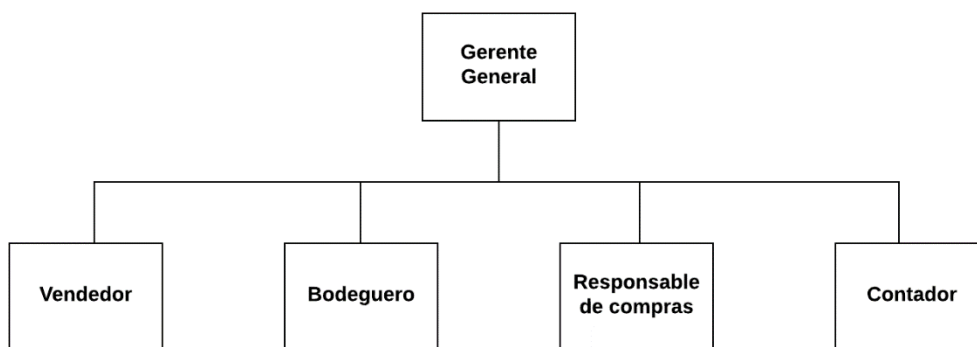 Gerente
General
Vendedor
Bodeguero
Responsable
de compras
Contador